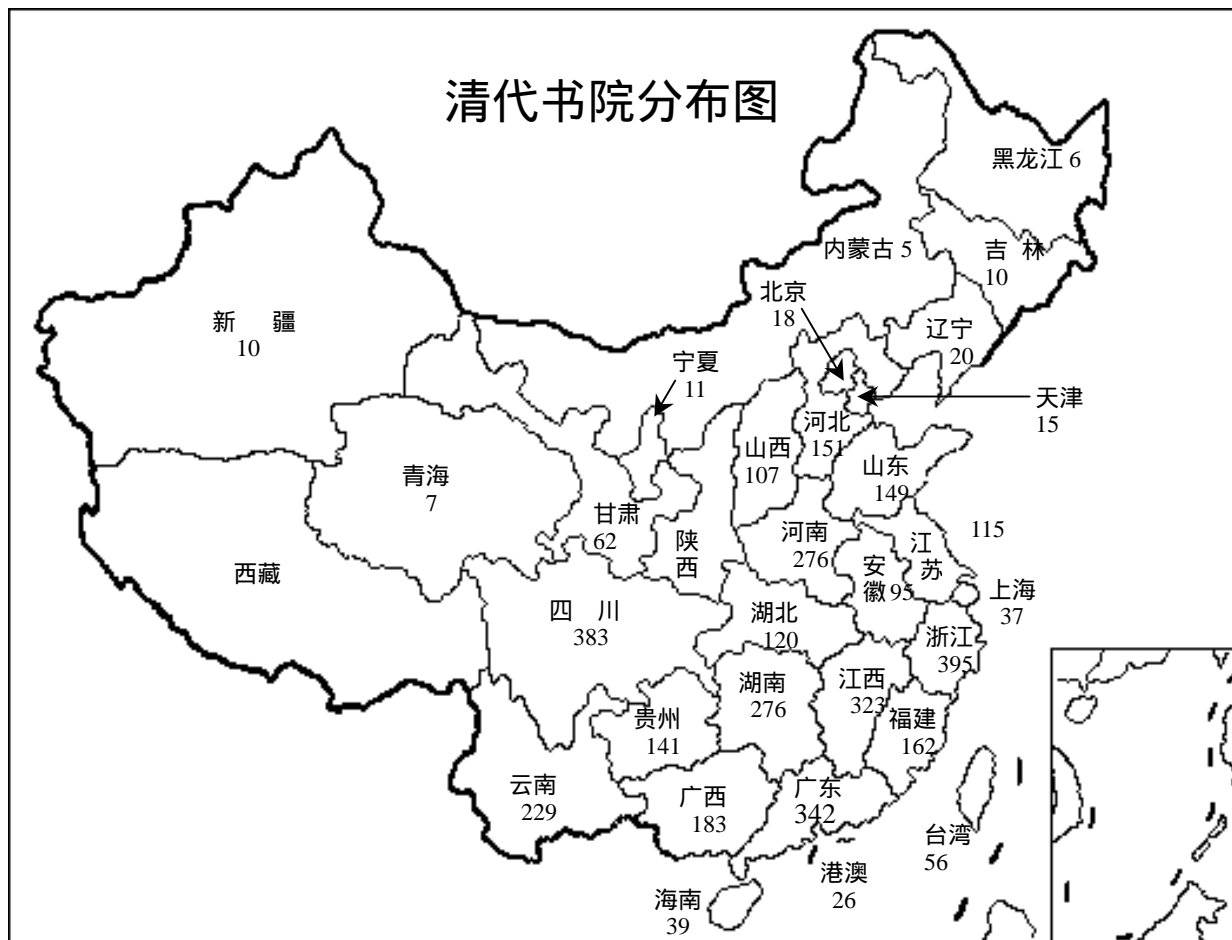 清代书院分布图
黑龙江 6
内蒙古 5
吉 林
10
北京
18
辽宁
20
新 疆
10
宁夏
11
天津
15
河北
151
山西
107
山东
149
青海
7
甘肃
62
陕
西
河南
276
江
苏
115
安
徽 95
上海
37
西藏
四 川
383
湖北
120
浙江
395
湖南
276
江西
323
贵州
141
福建
162
云南
229
广西
183
广东
342
台湾
56
港澳
26
海南
39